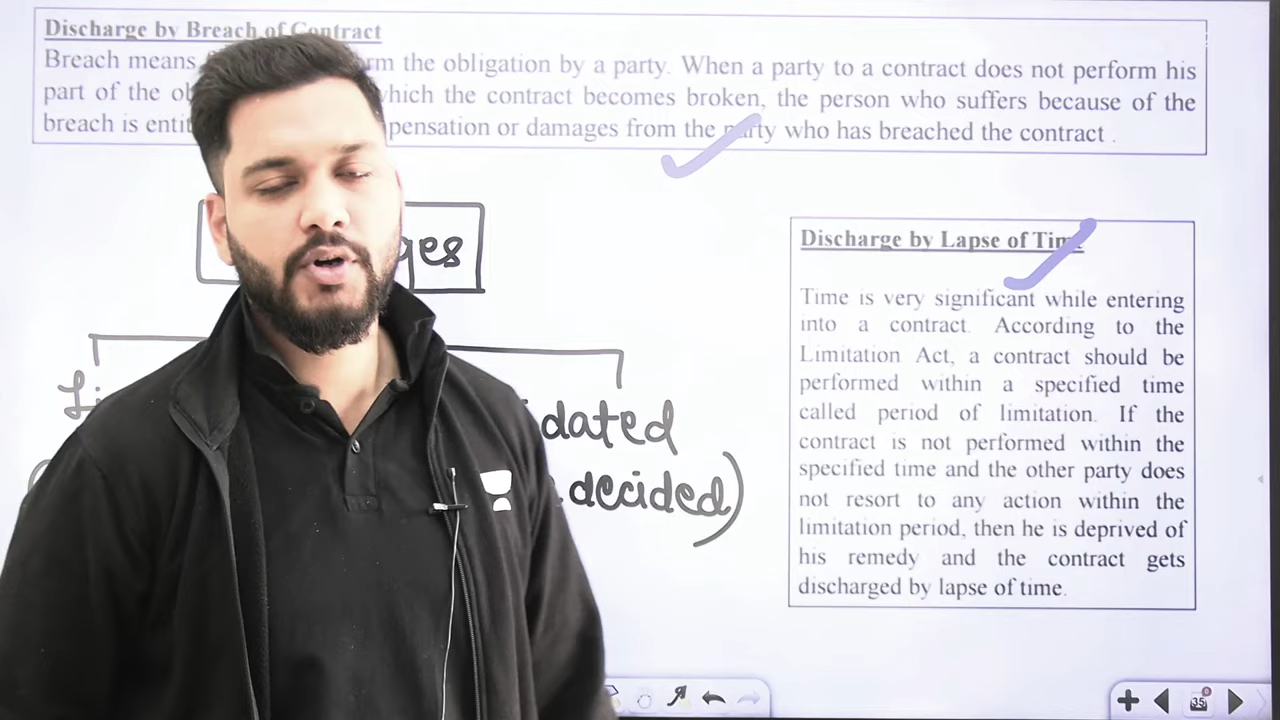 Discharge by Breach of Contract
Breach means rm the obligation by a party. When a party to a contract does not perform his
part of the ob which the contract becomes broken, the person who suffers because of the
breach is entit pensation or damages from the party who has breached the contract .
ges
Discharge by Lapse of Time
Time is very significant while entering
into a contract. According to the
Limitation Act, a contract should be
performed within a specified time
called period of limitation. If the
contract is not performed within the
specified time and the other party does
not resort to any action within the
limitation period, then he is deprived of
his remedy and the contract gets
discharged by lapse of time.
Li dated
decided)
35